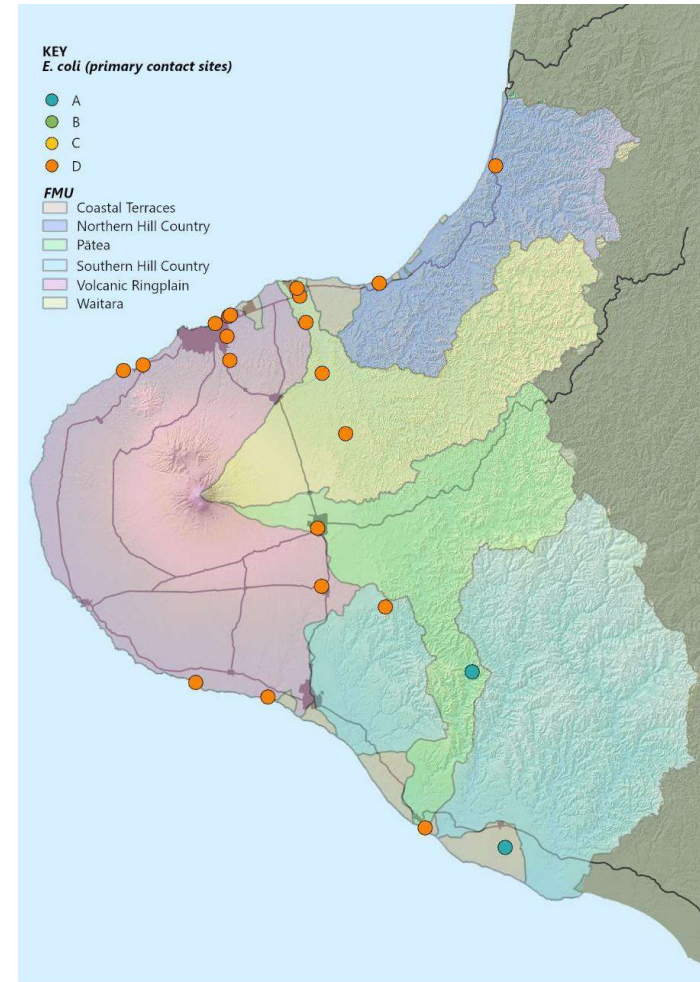 KEY
E. coli (primary contact sites)
A
B
C
D
FMU
Coastal Terraces
Northern Hill Country
Pātea
Southern Hill Country
Volcanic Ringplain
Waitara